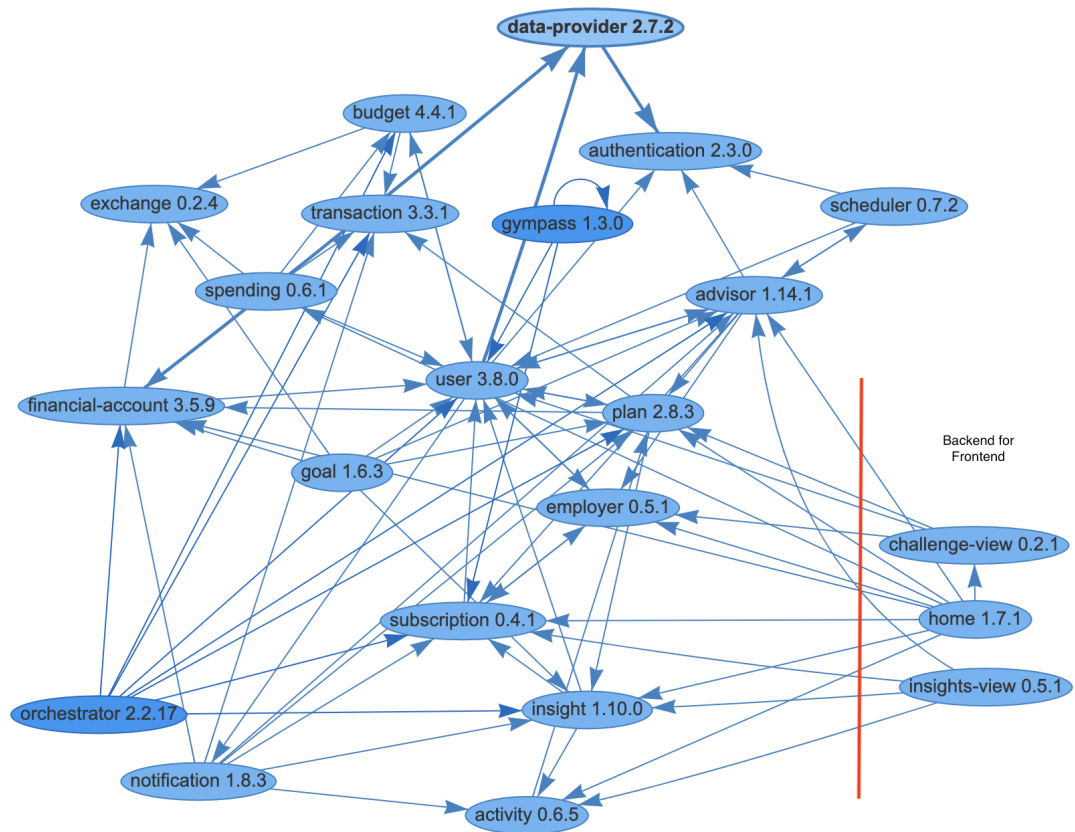 data-provider 2.7.2
budget 4.4.1
authentication 2.3.0
exchange 0.2.4
transaction 3.3.1
gympass 1.3.0
scheduler 0.7.2
spending 0.6.1
advisor 1.14.1
user 3.8.0
financial-account 3.5.9
plan 2.8.3
Backend for
Frontend
goal 1.6.3
employer 0.5.1
challenge-view 0.2.1
subscription 0.4.1
home 1.7.1
insights-view 0.5.1
orchestrator 2.2.17
insight 1.10.0
notification 1.8.3
activity 0.6.5